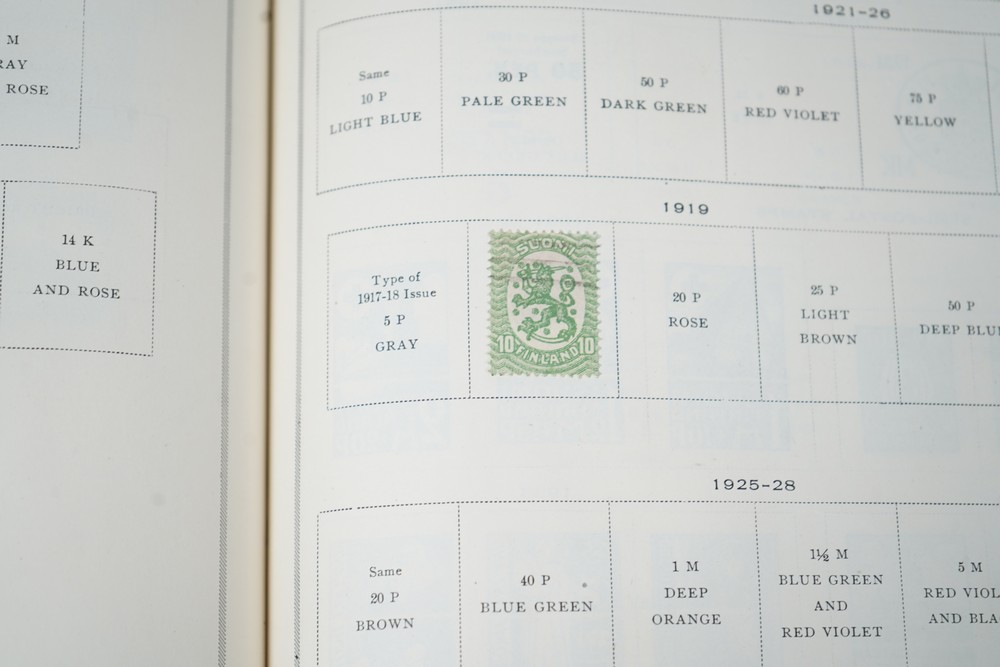 M
RAY
ROSE
14 K
BLUE
AND ROSE
1921-26
Same
10 P
LIGHT BLUE
30 P
PALE GREEN
50 P
DARK GREEN
60 P
RED VIOLET
75 P
YELLOW
1919
Type of
1917-18 Issue
5 P
GRAY
SUOMI
10 10
FINLAND
20 P
ROSE
25 P
LIGHT
BROWN
50 P
DEEP BLUE
1925-28
Same
20 P
BROWN
40 P
BLUE GREEN
1 M
DEEP
ORANGE
1½ M
BLUE GREEN
AND
RED VIOLET
5 M
RED VIOL
AND BLA